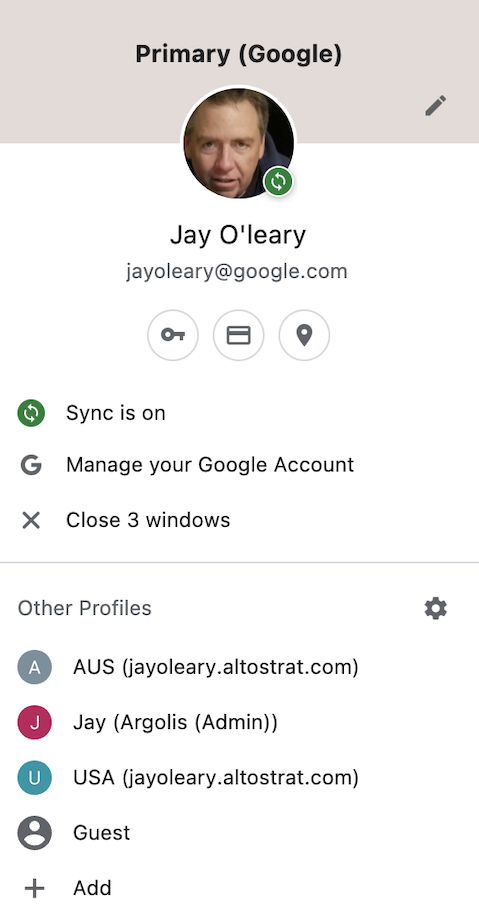 Primary (Google)
Jay O'leary
jayoleary@google.com
Sync is on
G Manage your Google Account
Close 3 windows
Other Profiles
A AUS (jayoleary.altostrat.com)
J Jay (Argolis (Admin))
U USA (jayoleary.altostrat.com)
Guest
Add